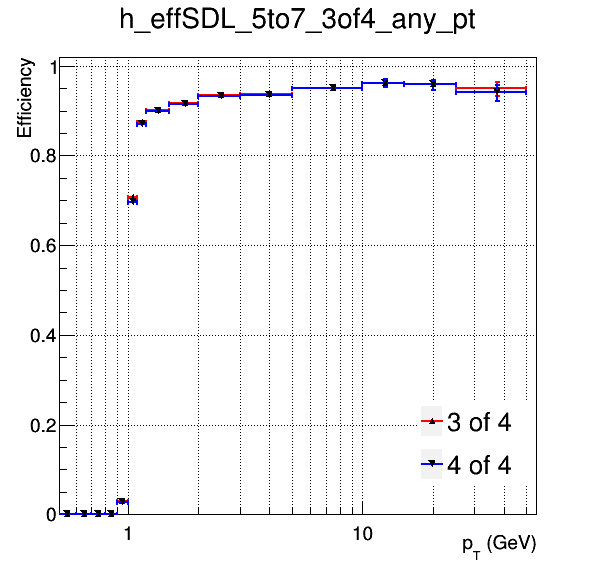 h_effSDL_5to7_3of4_any_pt
Efficiency
1
0.8
0.6
0.4
0.2
0
3 of 4
4 of 4
1
10
p_T (GeV)